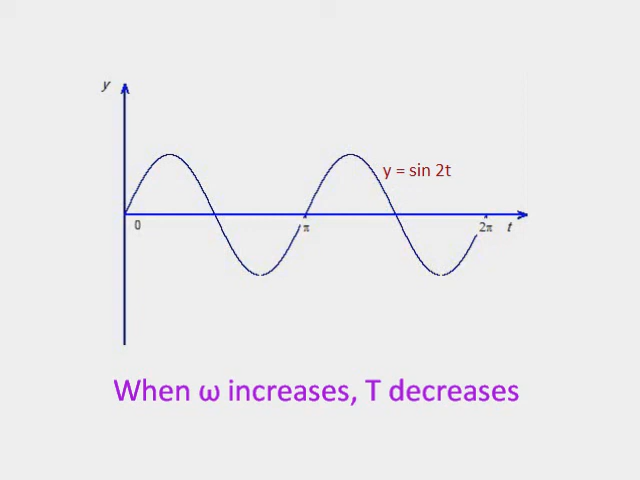 y
y = sin 2t
0
π
2π
t
When ω increases, T decreases